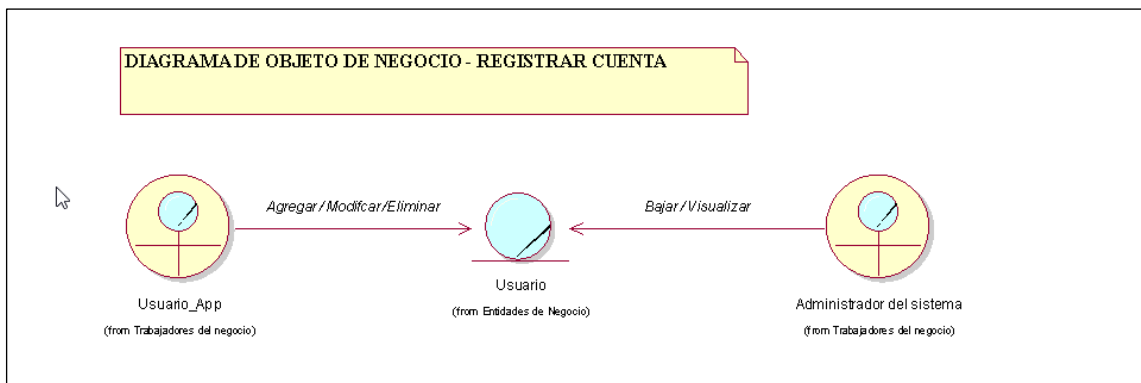 DIAGRAMA DE OBJETO DE NEGOCIO - REGISTRAR CUENTA
Agregar / Modifcar /Eliminar
Bajar / Visualizar
Usuario_App
(from Trabajadores del negocio)
Usuario
(from Entidades de Negocio)
Administrador del sistema
(from Trabajadores del negocio)